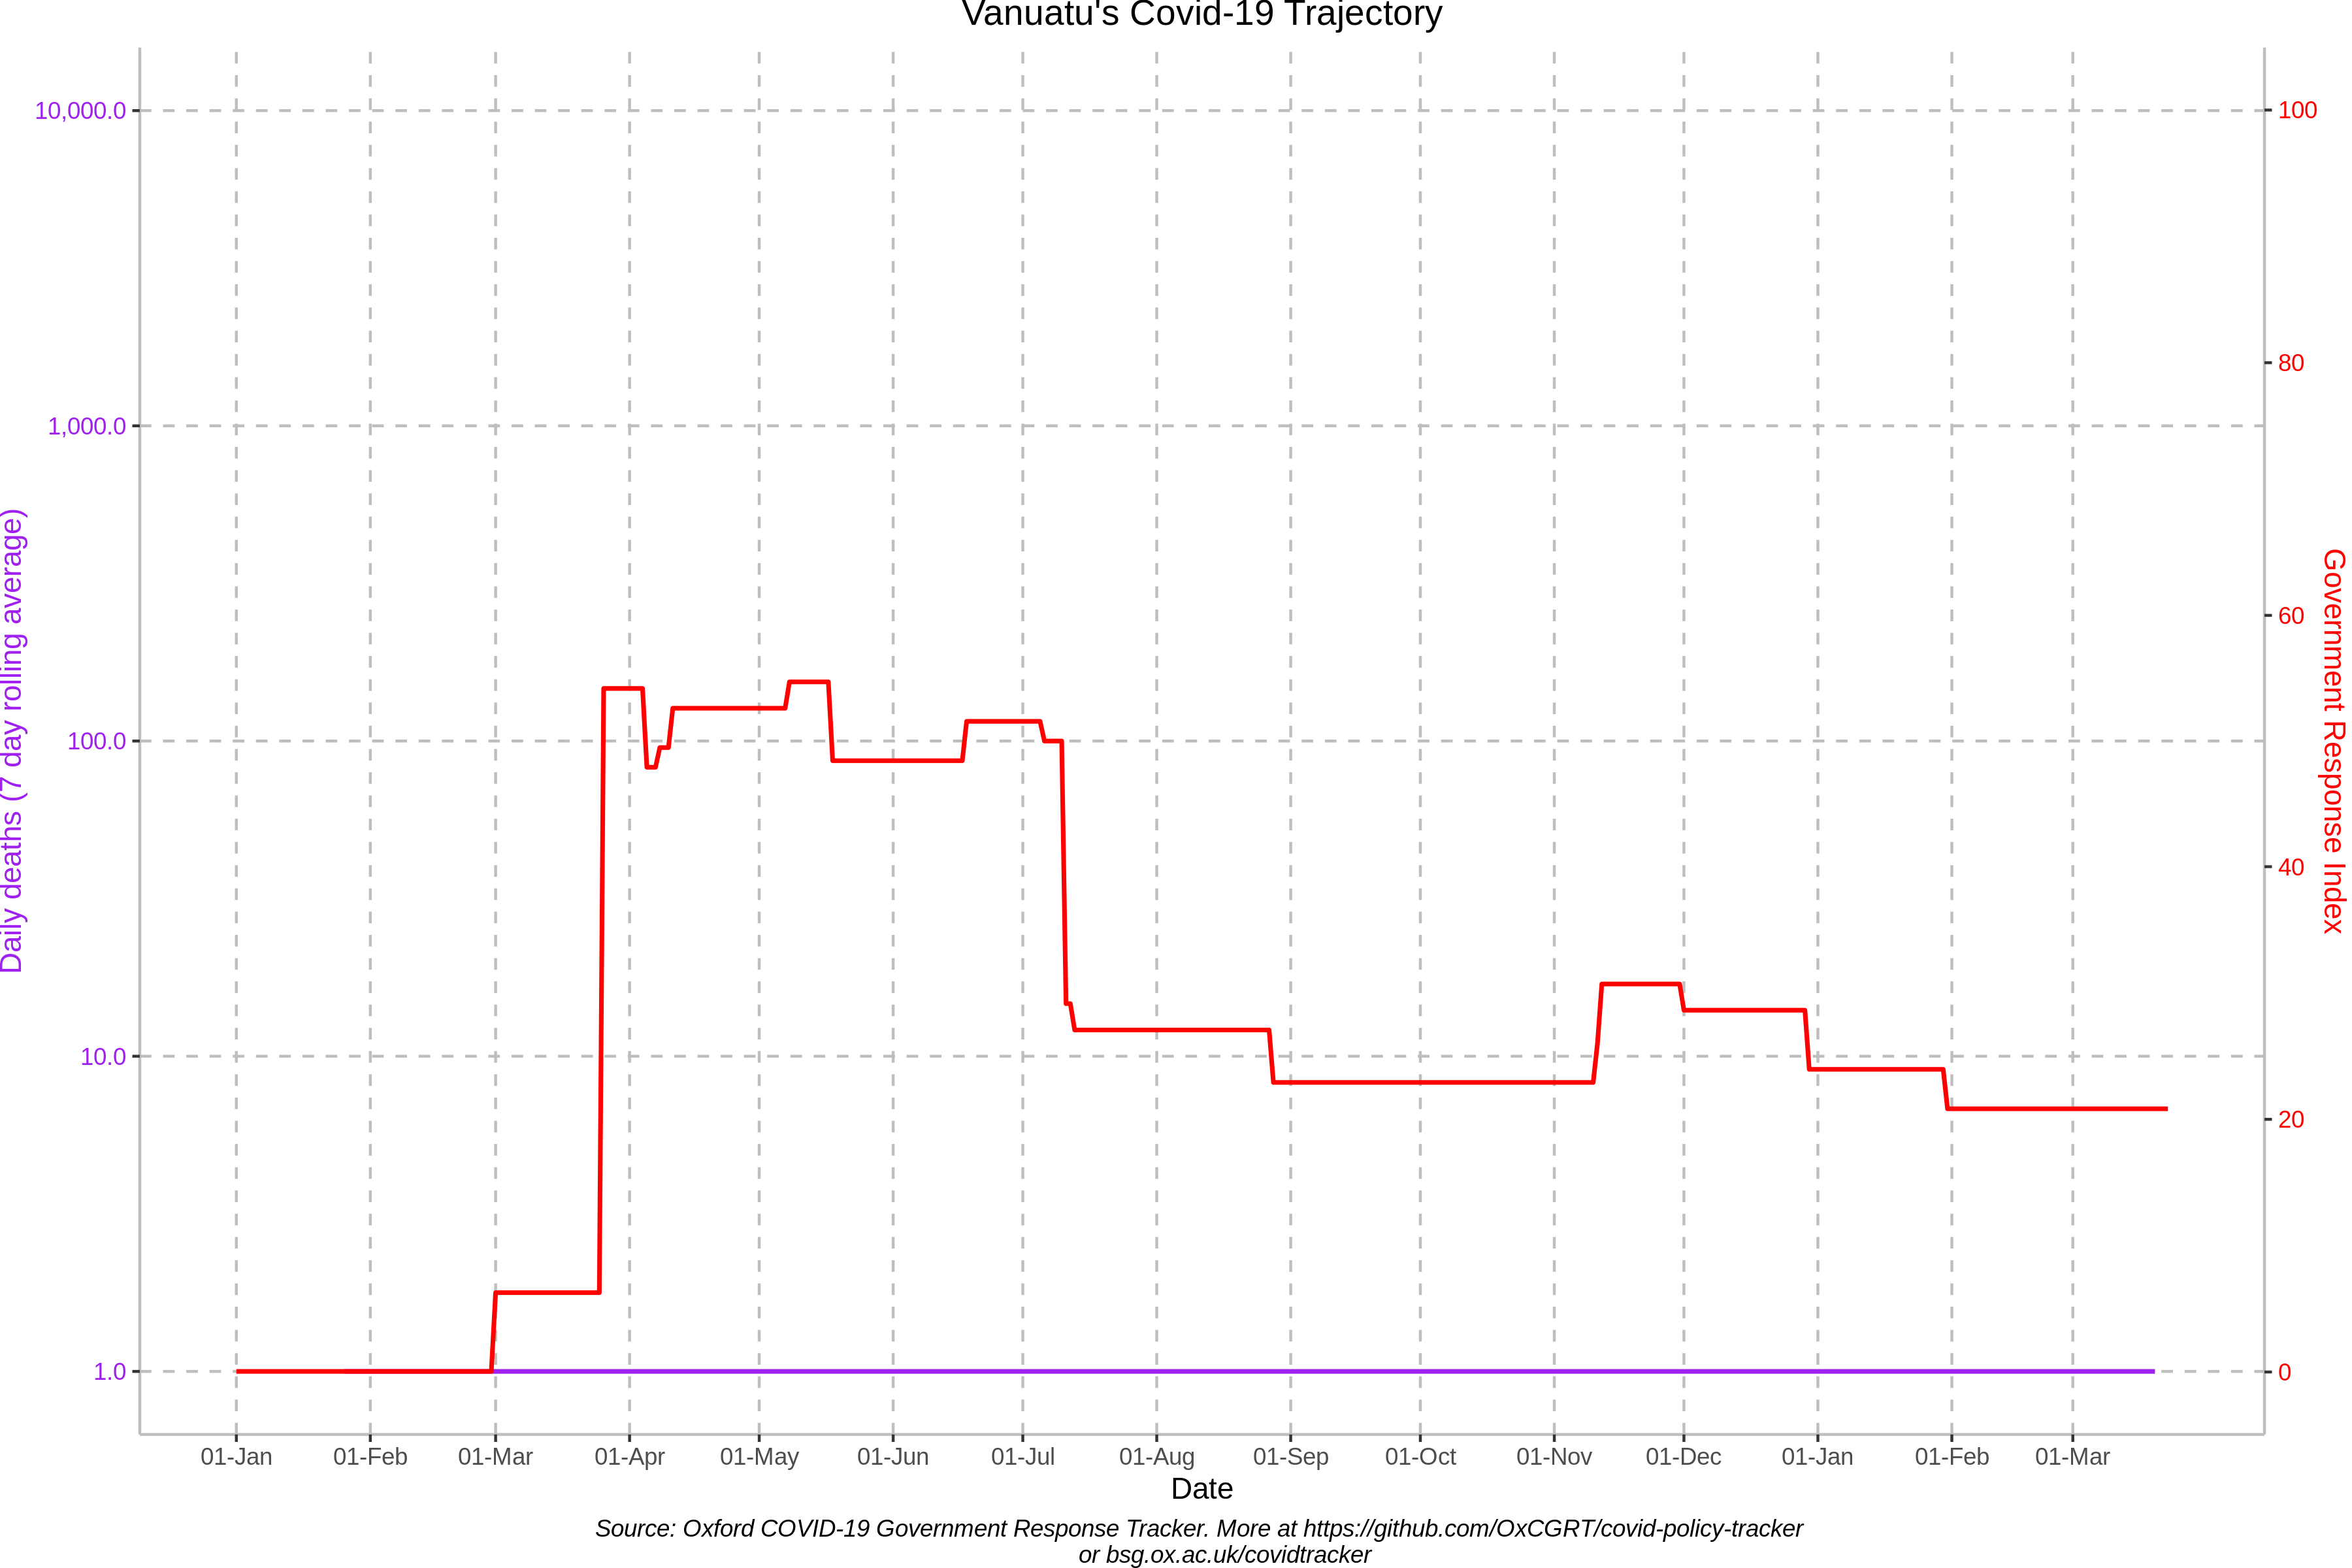 Vanuatu's Covid-19 Trajectory
10,000.0
1,000.0
100.0
10.0
1.0
Daily deaths (7 day rolling average)
100
80
60
40
20
0
Government Response Index
01-Jan 01-Feb 01-Mar 01-Apr 01-May 01-Jun 01-Jul 01-Aug 01-Sep 01-Oct 01-Nov 01-Dec 01-Jan 01-Feb 01-Mar
Date
Source: Oxford COVID-19 Government Response Tracker. More at https://github.com/OxCGRT/covid-policy-tracker
or bsg.ox.ac.uk/covidtracker